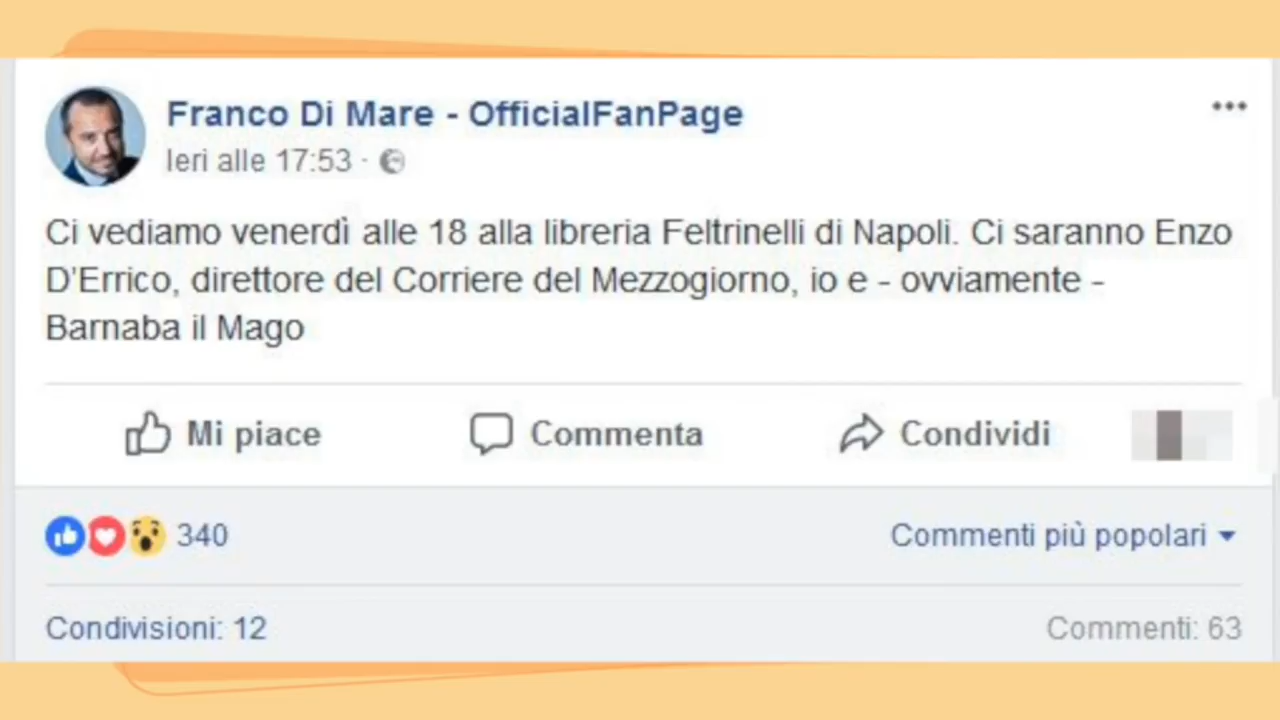 Franco Di Mare - OfficialFanPage
Ieri alle 17:53 ·
Ci vediamo venerdì alle 18 alla libreria Feltrinelli di Napoli. Ci saranno Enzo
D'Errico, direttore del Corriere del Mezzogiorno, io e - ovviamente -
Barnaba il Mago
Mi piace Commenta Condividi
340 Commenti più popolari
Condivisioni: 12 Commenti: 63